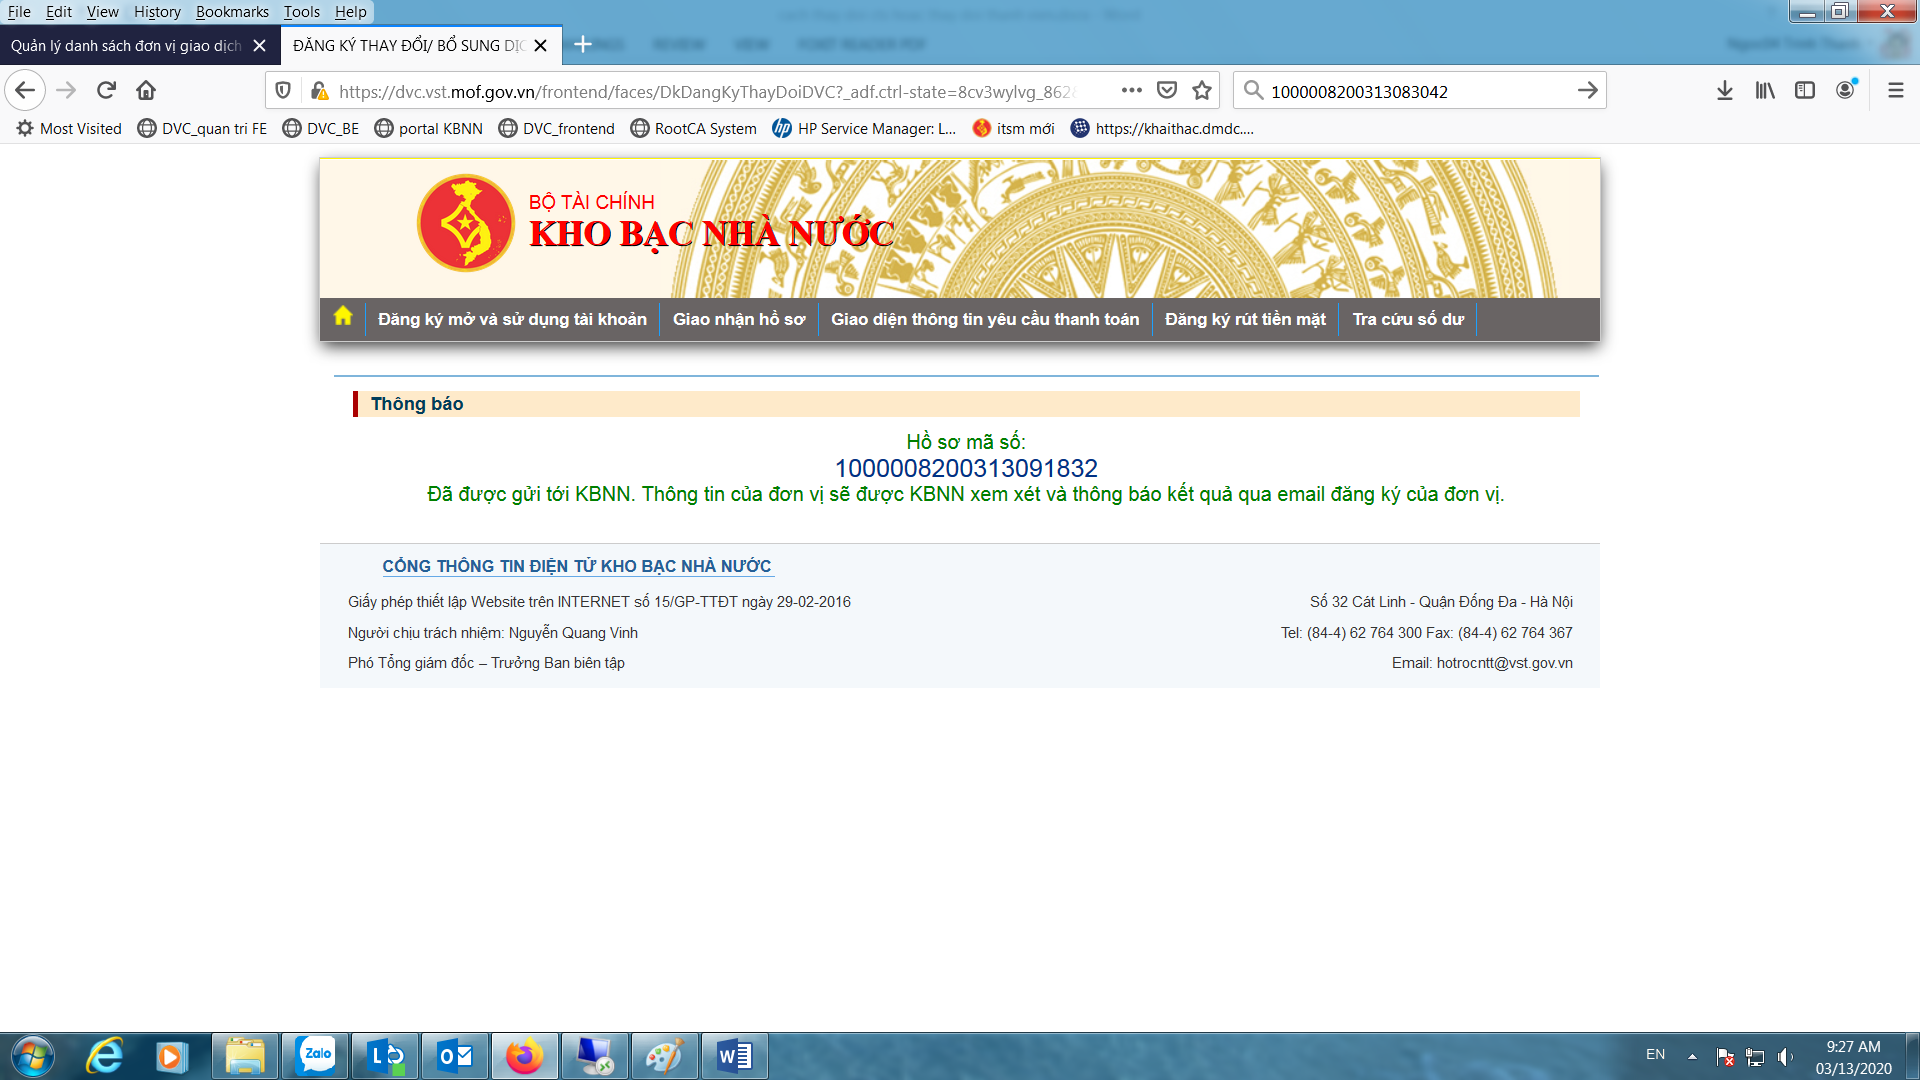 File Edit View History Bookmarks Tools Help
Quản lý danh sách đơn vị giao dịch
ĐĂNG KÝ THAY ĐỔI/ BỔ SUNG DỊC
https://dvc.vst.mof.gov.vn/frontend/faces/DkDangKyThayDoiDVC?_adf.ctrl-state=8cv3wylvg_862
1000008200313083042
Most Visited DVC_quan tri FE DVC_BE portal KBNN DVC_frontend RootCA System HP Service Manager: L... itsm mới https://khaithac.dmdc....
BỘ TÀI CHÍNH
KHO BẠC NHÀ NƯỚC
Đăng ký mở và sử dụng tài khoản Giao nhận hồ sơ Giao diện thông tin yêu cầu thanh toán Đăng ký rút tiền mặt Tra cứu số dư
Thông báo
Hồ sơ mã số:
1000008200313091832
Đã được gửi tới KBNN. Thông tin của đơn vị sẽ được KBNN xem xét và thông báo kết quả qua email đăng ký của đơn vị.
CỔNG THÔNG TIN ĐIỆN TỬ KHO BẠC NHÀ NƯỚC
Giấy phép thiết lập Website trên INTERNET số 15/GP-TTĐT ngày 29-02-2016
Số 32 Cát Linh - Quận Đống Đa - Hà Nội
Người chịu trách nhiệm: Nguyễn Quang Vinh
Tel: (84-4) 62 764 300 Fax: (84-4) 62 764 367
Phó Tổng giám đốc – Trưởng Ban biên tập
Email: hotrocntt@vst.gov.vn
Zalo
EN
9:27 AM
03/13/2020